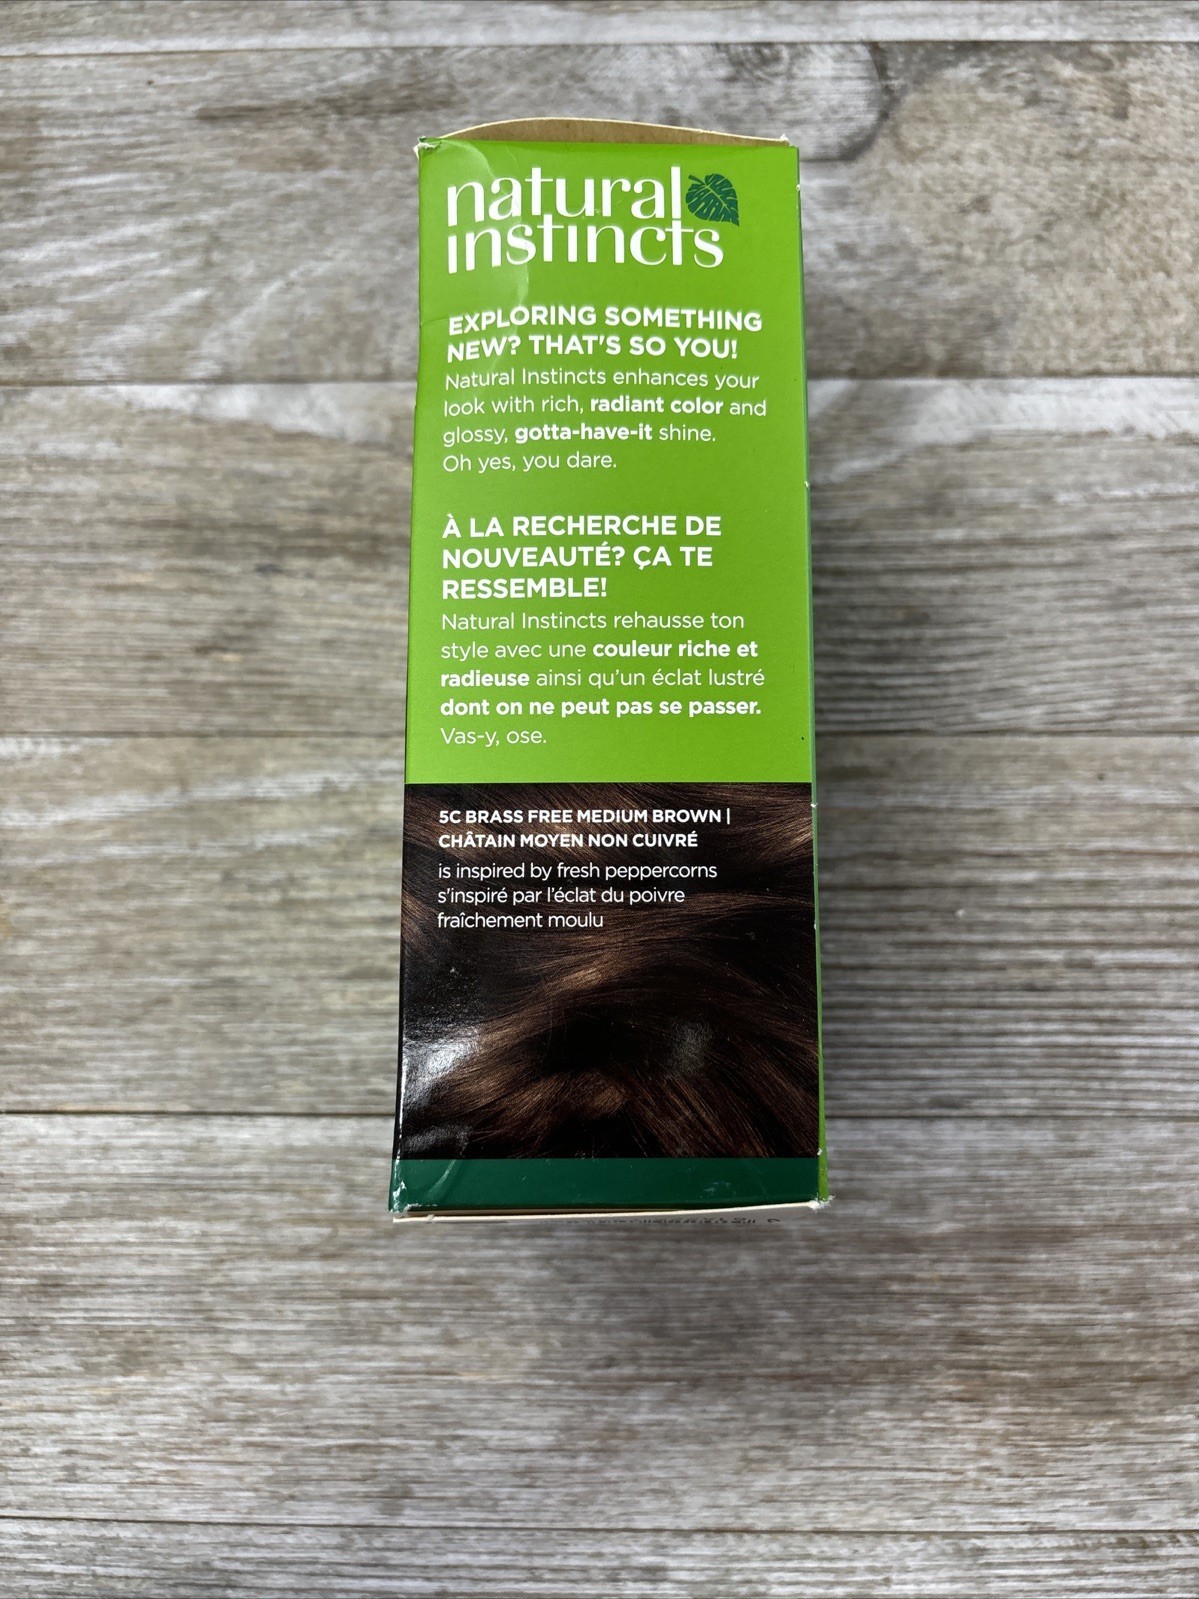 natural
instincts
EXPLORING SOMETHING
NEW? THAT'S SO YOU!
Natural Instincts enhances your
look with rich, radiant color and
glossy, gotta-have-it shine.
Oh yes, you dare.
À LA RECHERCHE DE
NOUVEAUTÉ? ÇA TE
RESSEMBLE!
Natural Instincts rehausse ton
style avec une couleur riche et
radieuse ainsi qu'un éclat lustré
dont on ne peut pas se passer.
Vas-y, ose.
5C BRASS FREE MEDIUM BROWN |
CHÂTAIN MOYEN NON CUIVRÉ
is inspired by fresh peppercorns
s'inspiré par l'éclat du poivre
fraîchement moulu